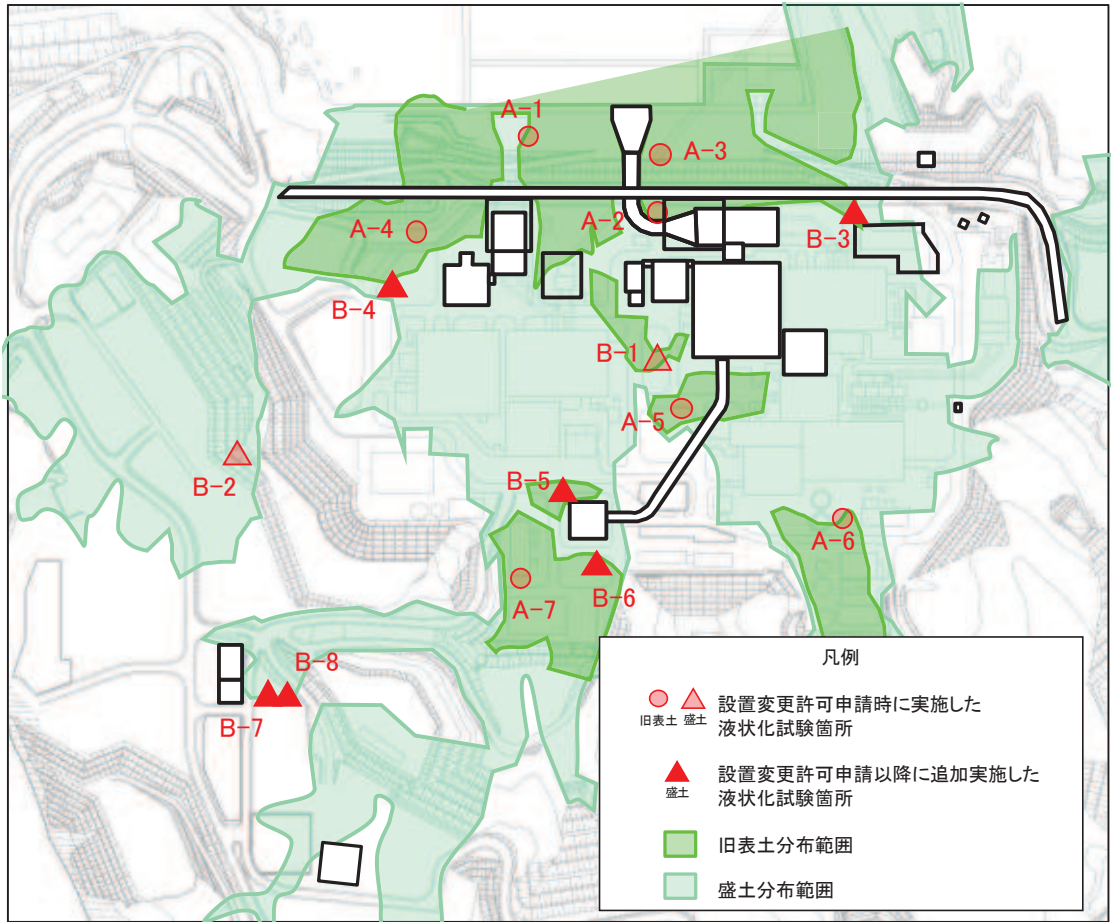 A-1
A-3
A-2
A-4
B-3
B-4
B-1
A-5
B-2
B-5
A-6
A-7
B-6
B-8
B-7
凡例
旧表土 盛土
設置変更許可申請時に実施した
液状化試験箇所
盛土
設置変更許可申請以降に追加実施した
液状化試験箇所
旧表土分布範囲
盛土分布範囲